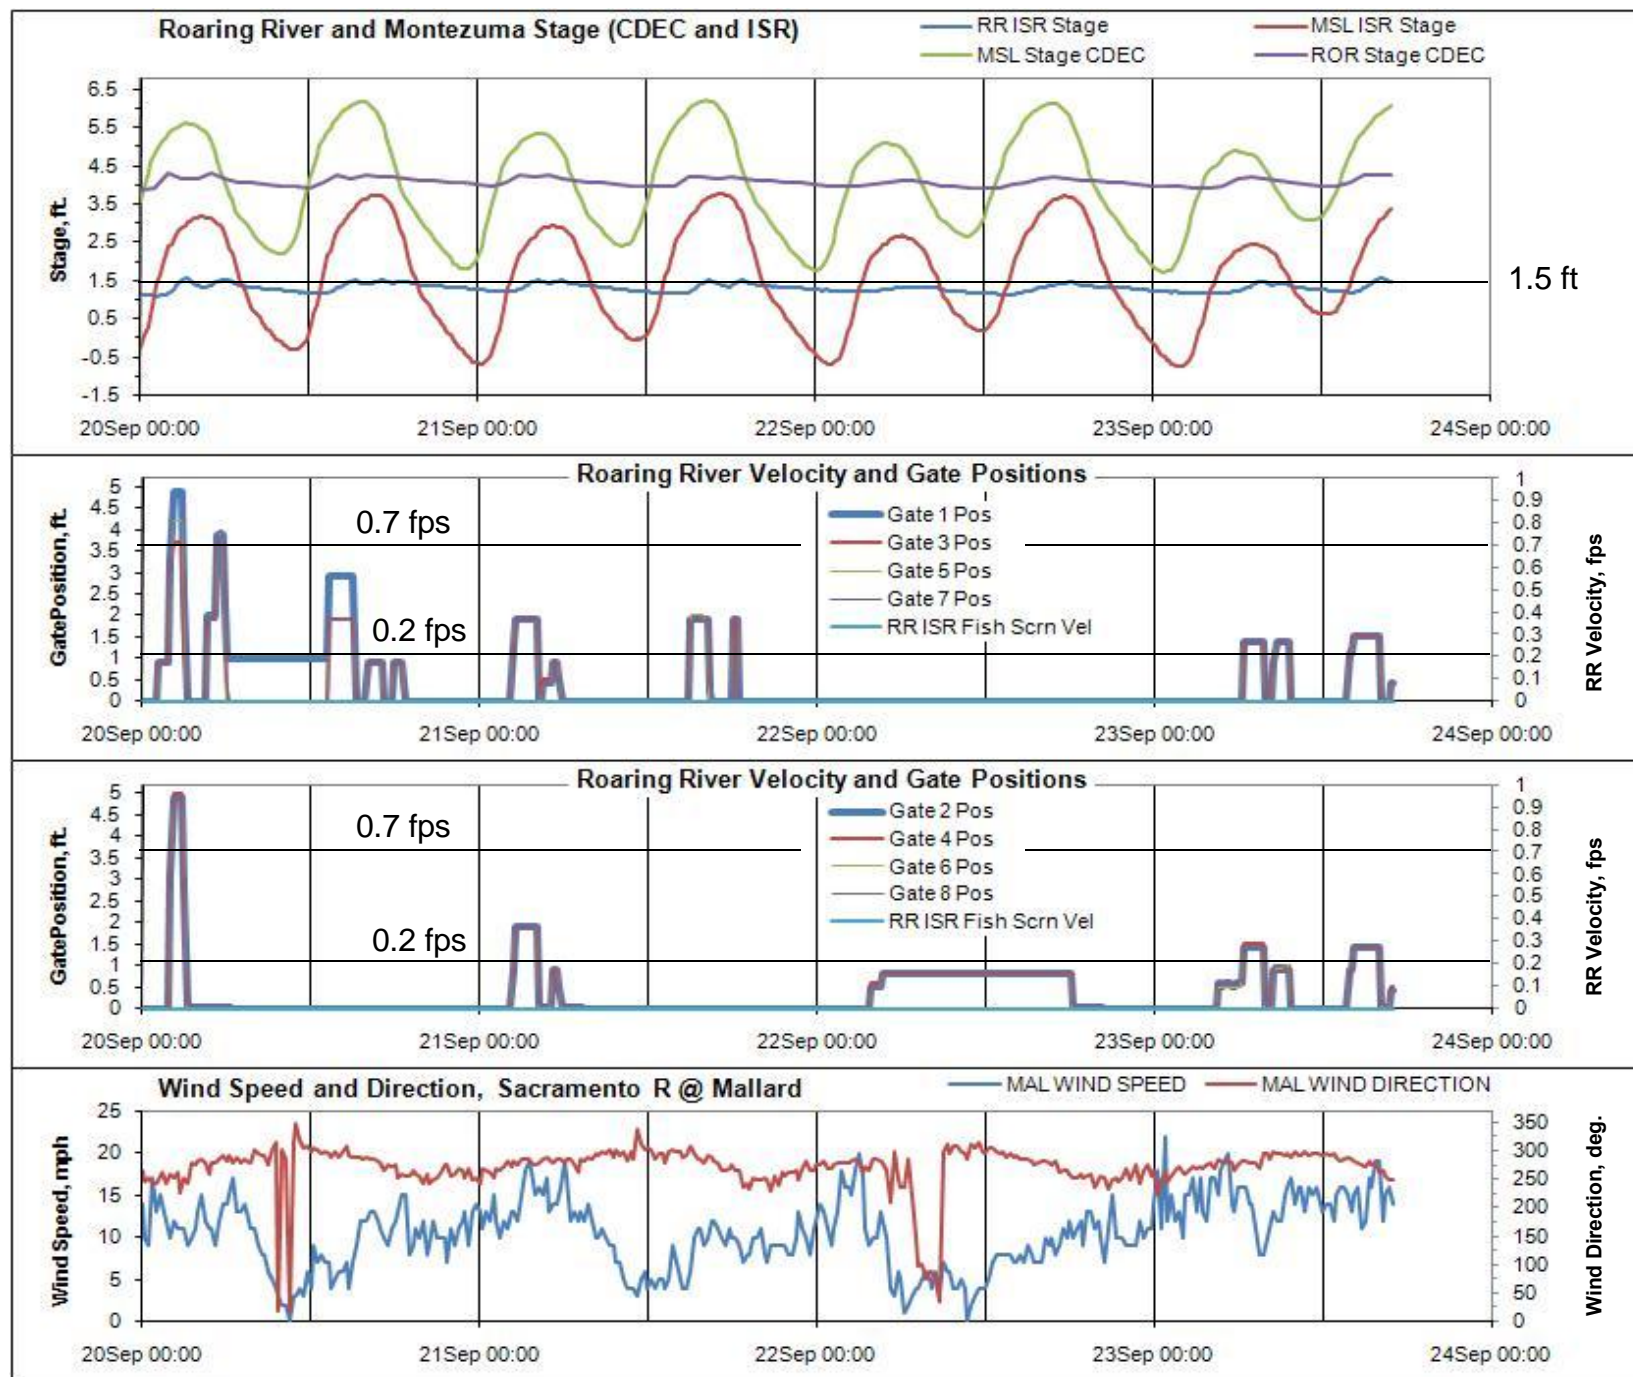 Roaring River and Montezuma Stage (CDEC and ISR)
RR ISR Stage
MSL ISR Stage
MSL Stage CDEC
ROR Stage CDEC
Stage, ft.
6.5
5.5
4.5
3.5
2.5
1.5
0.5
-0.5
-1.5
1.5 ft
20Sep 00:00
21Sep 00:00
22Sep 00:00
23Sep 00:00
24Sep 00:00
Roaring River Velocity and Gate Positions
GatePosition, ft.
5
4.5
4
3.5
3
2.5
2
1.5
1
0.5
0
0.7 fps
0.2 fps
Gate 1 Pos
Gate 3 Pos
Gate 5 Pos
Gate 7 Pos
RR ISR Fish Scrn Vel
1
0.9
0.8
0.7
0.6
0.5
0.4
0.3
0.2
0.1
0
RR Velocity, fps
20Sep 00:00
21Sep 00:00
22Sep 00:00
23Sep 00:00
24Sep 00:00
Roaring River Velocity and Gate Positions
GatePosition, ft.
5
4.5
4
3.5
3
2.5
2
1.5
1
0.5
0
0.7 fps
0.2 fps
Gate 2 Pos
Gate 4 Pos
Gate 6 Pos
Gate 8 Pos
RR ISR Fish Scrn Vel
1
0.9
0.8
0.7
0.6
0.5
0.4
0.3
0.2
0.1
0
RR Velocity, fps
20Sep 00:00
21Sep 00:00
22Sep 00:00
23Sep 00:00
24Sep 00:00
Wind Speed and Direction, Sacramento R @ Mallard
MAL WIND SPEED
MAL WIND DIRECTION
Wind Speed, mph
25
20
15
10
5
0
350
300
250
200
150
100
50
0
Wind Direction, deg.
20Sep 00:00
21Sep 00:00
22Sep 00:00
23Sep 00:00
24Sep 00:00